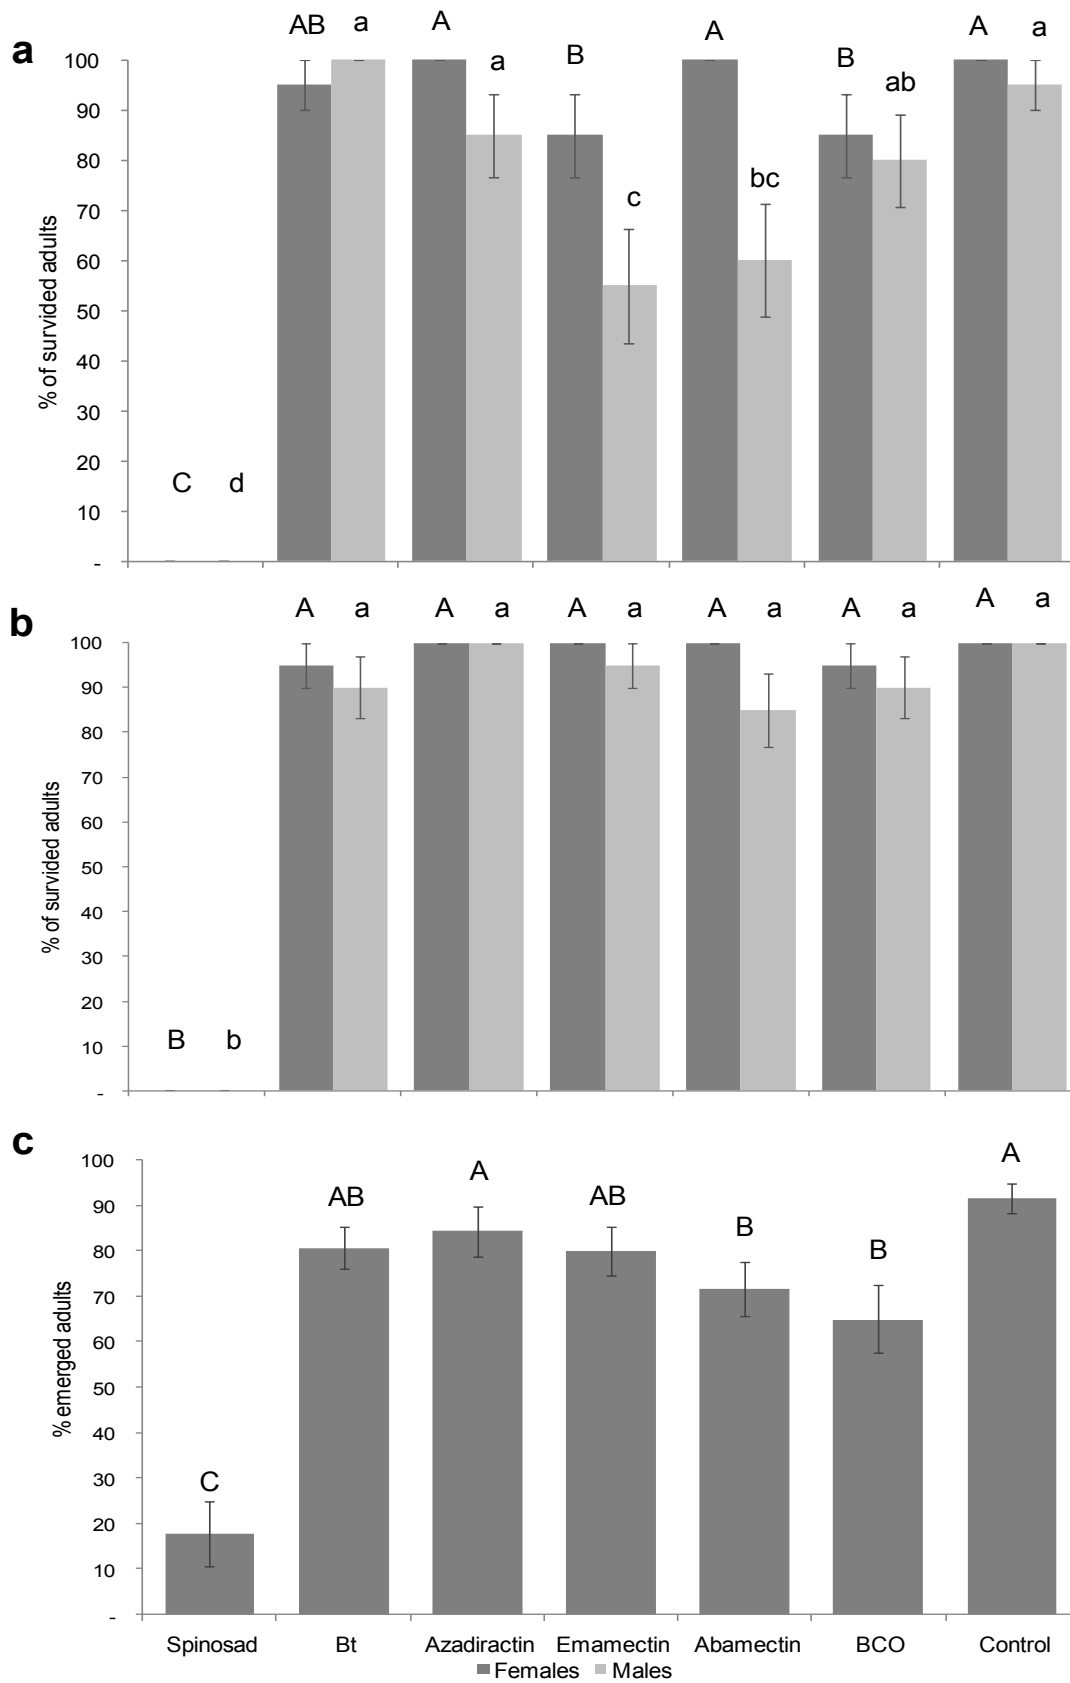 a
AB a A a B c A bc B ab A a
100
90
80
70
60
50
40
30
20
10
-
% of survided adults
C d
b
A a A a A a A a A a A a
100
90
80
70
60
50
40
30
20
10
-
% of survided adults
B b
c
C AB A AB B B A
100
90
80
70
60
50
40
30
20
10
-
% emerged adults
Spinosad Bt Azadiractin Emamectin Abamectin BCO Control
Females Males